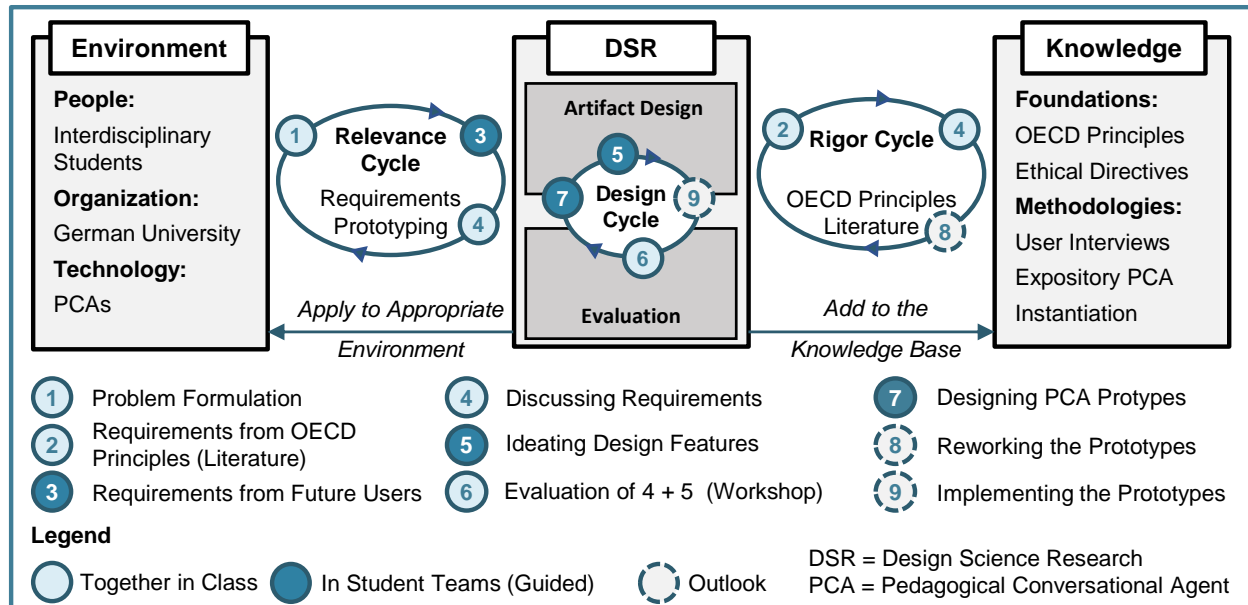 Environment
People:
Interdisciplinary
Students
Organization:
German University
Technology:
PCAs
1
Relevance
Cycle
3
Requirements
Prototyping
4
Apply to Appropriate
Environment
DSR
Artifact Design
5
7
Design
Cycle
9
6
Evaluation
2
Rigor Cycle
4
OECD Principles
Literature
8
Add to the
Knowledge Base
Knowledge
Foundations:
OECD Principles
Ethical Directives
Methodologies:
User Interviews
Expository PCA
Instantiation
1 Problem Formulation
2 Requirements from OECD
Principles (Literature)
3 Requirements from Future Users
4 Discussing Requirements
5 Ideating Design Features
6 Evaluation of 4 + 5 (Workshop)
7 Designing PCA Protypes
8 Reworking the Prototypes
9 Implementing the Prototypes
Legend
Together in Class
In Student Teams (Guided)
Outlook
DSR = Design Science Research
PCA = Pedagogical Conversational Agent